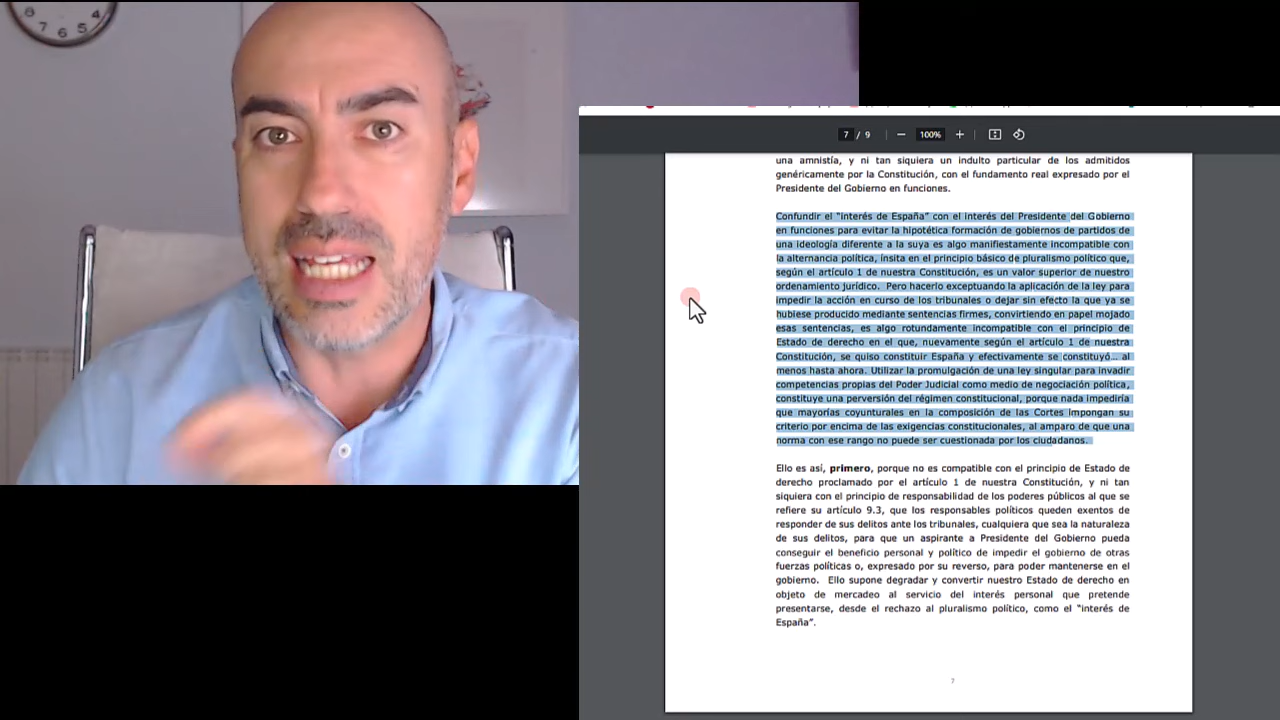 8
7
6
5
4
7 / 9
100%
una amnistía, y ni tan siquiera un indulto particular de los admitidos
genéricamente por la Constitución, con el fundamento real expresado por el
Presidente del Gobierno en funciones.
Confundir el “interés de España” con el interés del Presidente del Gobierno
en funciones para evitar la hipotética formación de gobiernos de partidos de
una ideología diferente a la suya es algo manifiestamente incompatible con
la alternancia política, ínsita en el principio básico de pluralismo político que,
según el artículo 1 de nuestra Constitución, es un valor superior de nuestro
ordenamiento jurídico. Pero hacerlo exceptuando la aplicación de la ley para
impedir la acción en curso de los tribunales o dejar sin efecto la que ya se
hubiese producido mediante sentencias firmes, convirtiendo en papel mojado
esas sentencias, es algo rotundamente incompatible con el principio de
Estado de derecho en el que, nuevamente según el artículo 1 de nuestra
Constitución, se quiso constituir España y efectivamente se constituyó... al
menos hasta ahora. Utilizar la promulgación de una ley singular para invadir
competencias propias del Poder Judicial como medio de negociación política,
constituye una perversión del régimen constitucional, porque nada impediría
que mayorías coyunturales en la composición de las Cortes impongan su
criterio por encima de las exigencias constitucionales, al amparo de que una
norma con ese rango no puede ser cuestionada por los ciudadanos.
Ello es así, primero, porque no es compatible con el principio de Estado de
derecho proclamado por el artículo 1 de nuestra Constitución, y ni tan
siquiera con el principio de responsabilidad de los poderes públicos al que se
refiere su artículo 9.3, que los responsables políticos queden exentos de
responder de sus delitos ante los tribunales, cualquiera que sea la naturaleza
de sus delitos, para que un aspirante a Presidente del Gobierno pueda
conseguir el beneficio personal y político de impedir el gobierno de otras
fuerzas políticas o, expresado por su reverso, para poder mantenerse en el
gobierno. Ello supone degradar y convertir nuestro Estado de derecho en
objeto de mercadeo al servicio del interés personal que pretende
presentarse, desde el rechazo al pluralismo político, como el “interés de
España”.
7